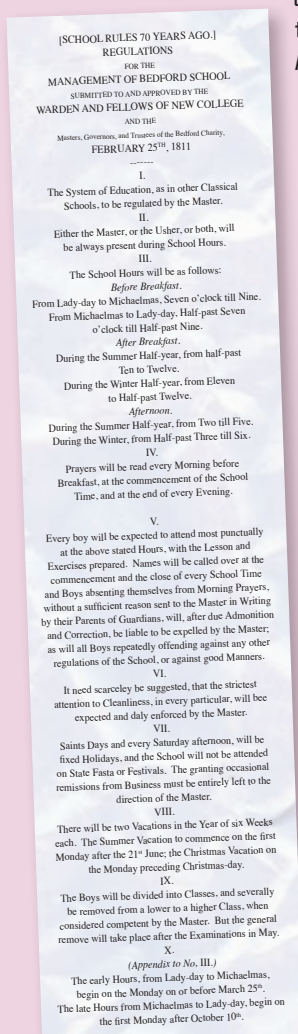 [SCHOOL RULES 70 YEARS AGO.]
REGULATIONS
FOR THE
MANAGEMENT OF BEDFORD SCHOOL
SUBMITTED TO AND APPROVED BY THE
WARDEN AND FELLOWS OF NEW COLLEGE
AND THE
Masters, Governors, and Trustees of the Bedford Charity,
FEBRUARY 25TH, 1811
-------
I.
The System of Education, as in other Classical
Schools, to be regulated by the Master.
II.
Either the Master, or the Usher, or both, will
be always present during School Hours.
III.
The School Hours will be as follows:
Before Breakfast.
From Lady-day to Michaelmas, Seven o'clock till Nine.
From Michaelmas to Lady-day, Half-past Seven
o'clock till Half-past Nine.
After Breakfast.
During the Summer Half-year, from half-past
Ten to Twelve.
During the Winter Half-year, from Eleven
to Half-past Twelve.
Afternoon.
During the Summer Half-year, from Two till Five.
During the Winter, from Half-past Three till Six.
IV.
Prayers will be read every Morning before
Breakfast, at the commencement of the School
Time, and at the end of every Evening.
V.
Every boy will be expected to attend most punctually
at the above stated Hours, with the Lesson and
Exercises prepared. Names will be called over at the
commencement and the close of every School Time
and Boys absenting themselves from Morning Prayers,
without a sufficient reason sent to the Master in Writing
by their Parents of Guardians, will, after due Admonition
and Correction, be liable to be expelled by the Master;
as will all Boys repeatedly offending against any other
regulations of the School, or against good Manners.
VI.
It need scarceley be suggested, that the strictest
attention to Cleanliness, in every particular, will bee
expected and daly enforced by the Master.
VII.
Saints Days and every Saturday afternoon, will be
fixed Holidays, and the School will not be attended
on State Fasta or Festivals. The granting occasional
remissions from Business must be entirely left to the
direction of the Master.
VIII.
There will be two Vacations in the Year of six Weeks
each. The Summer Vacation to commence on the first
Monday after the 21st June; the Christmas Vacation on
the Monday preceding Christmas-day.
IX.
The Boys will be divided into Classes, and severally
be removed from a lower to a higher Class, when
considered competent by the Master. But the general
remove will take place after the Examinations in May.
X.
(Appendix to No, III.)
The early Hours, from Lady-day to Michaelmas,
begin on the Monday on or before March 25th.
The late Hours from Michaelmas to Lady-day, begin on
the first Monday after October 10th.